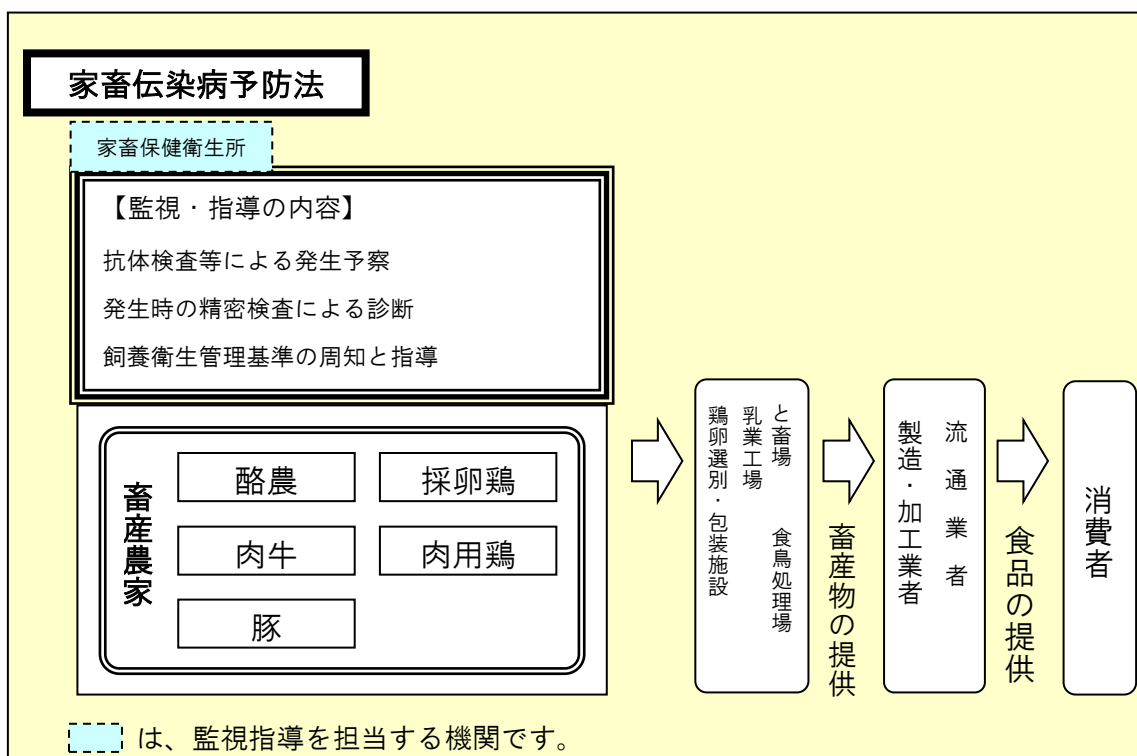 家畜伝染病予防法
家畜保健衛生所
【監視・指導の内容】
抗体検査等による発生予察
発生時の精密検査による診断
飼養衛生管理基準の周知と指導
畜産農家
酪農
採卵鶏
肉牛
肉用鶏
豚
と畜場 食鳥処理場
乳業工場
鶏卵選別・包装施設
畜産物の提供
流通業者
製造・加工業者
食品の提供
消費者
は、監視指導を担当する機関です。